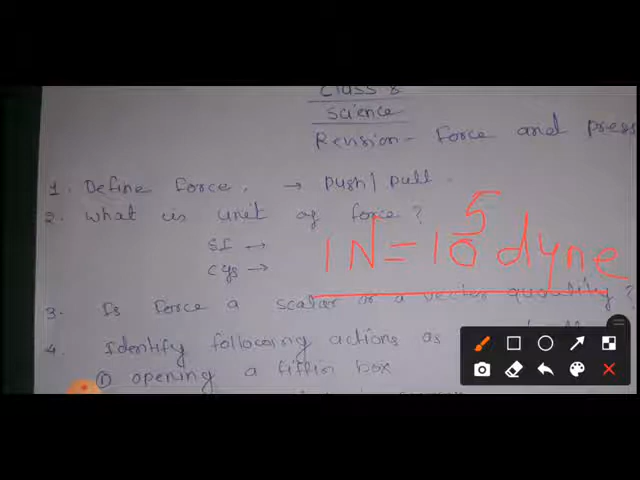 Class 8
Science
Revision - Force and press
1. Define Force. → Push/ Pull.
2. What is unit of force?
SI →
cgs →
1N = 10⁵ dyne
3. Is Force a scalar or a vector quantity?
4. Identify following actions as
① opening a tiffin box